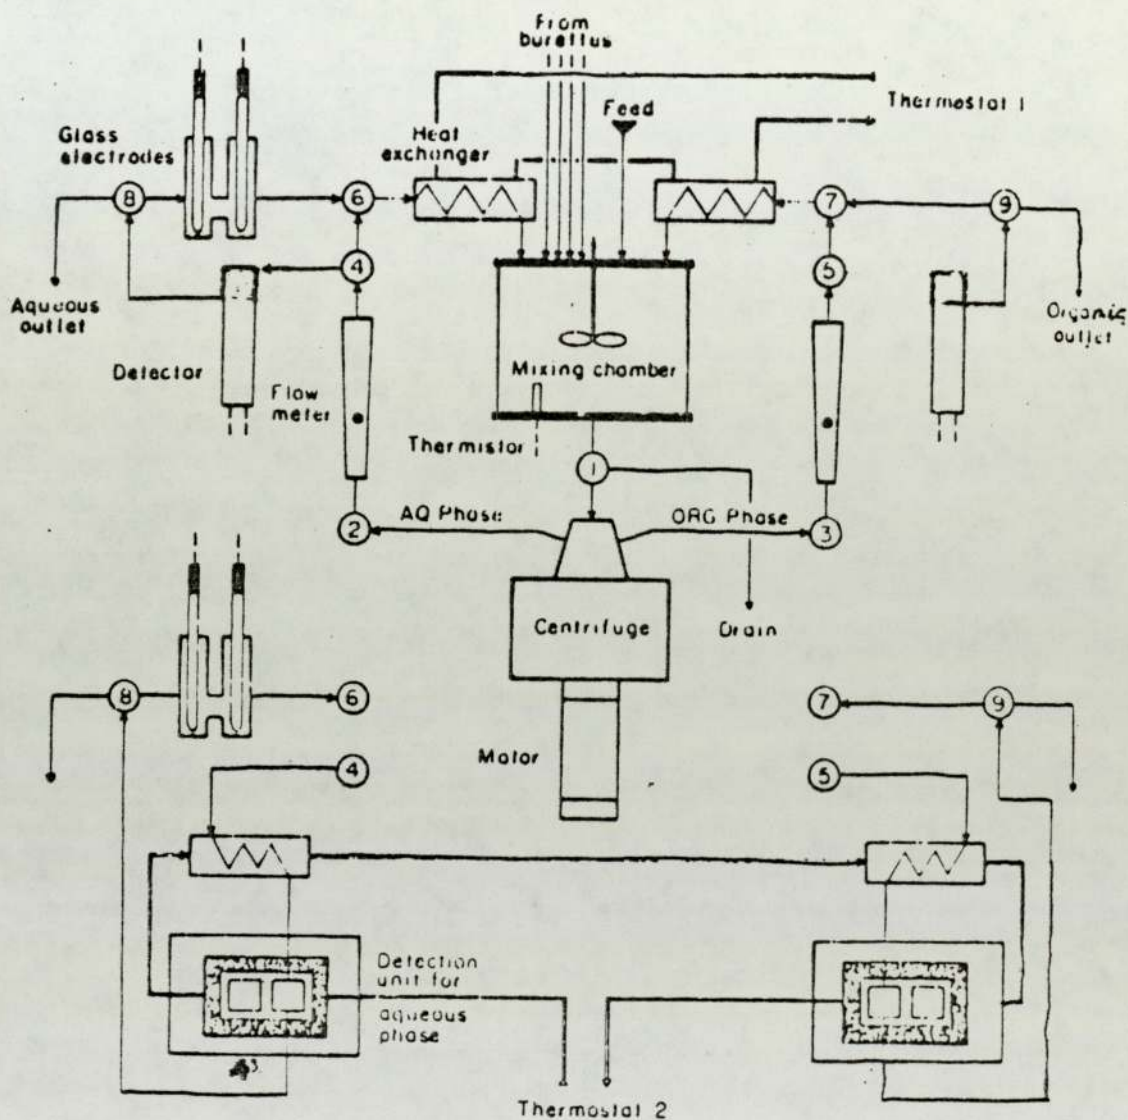 From
burettus
Thermostat 1
Glass
electrodes
Heat
exchanger
Feed
8
6
7
9
4
5
Aqueous
outlet
Organic
outlet
Detector
Flow
meter
Mixing chamber
Thermistor
1
2
AQ Phase
ORG Phase
3
Centrifuge
Drain
8
6
7
9
Motor
4
5
Detection
unit for
aqueous
phase
Thermostat 2